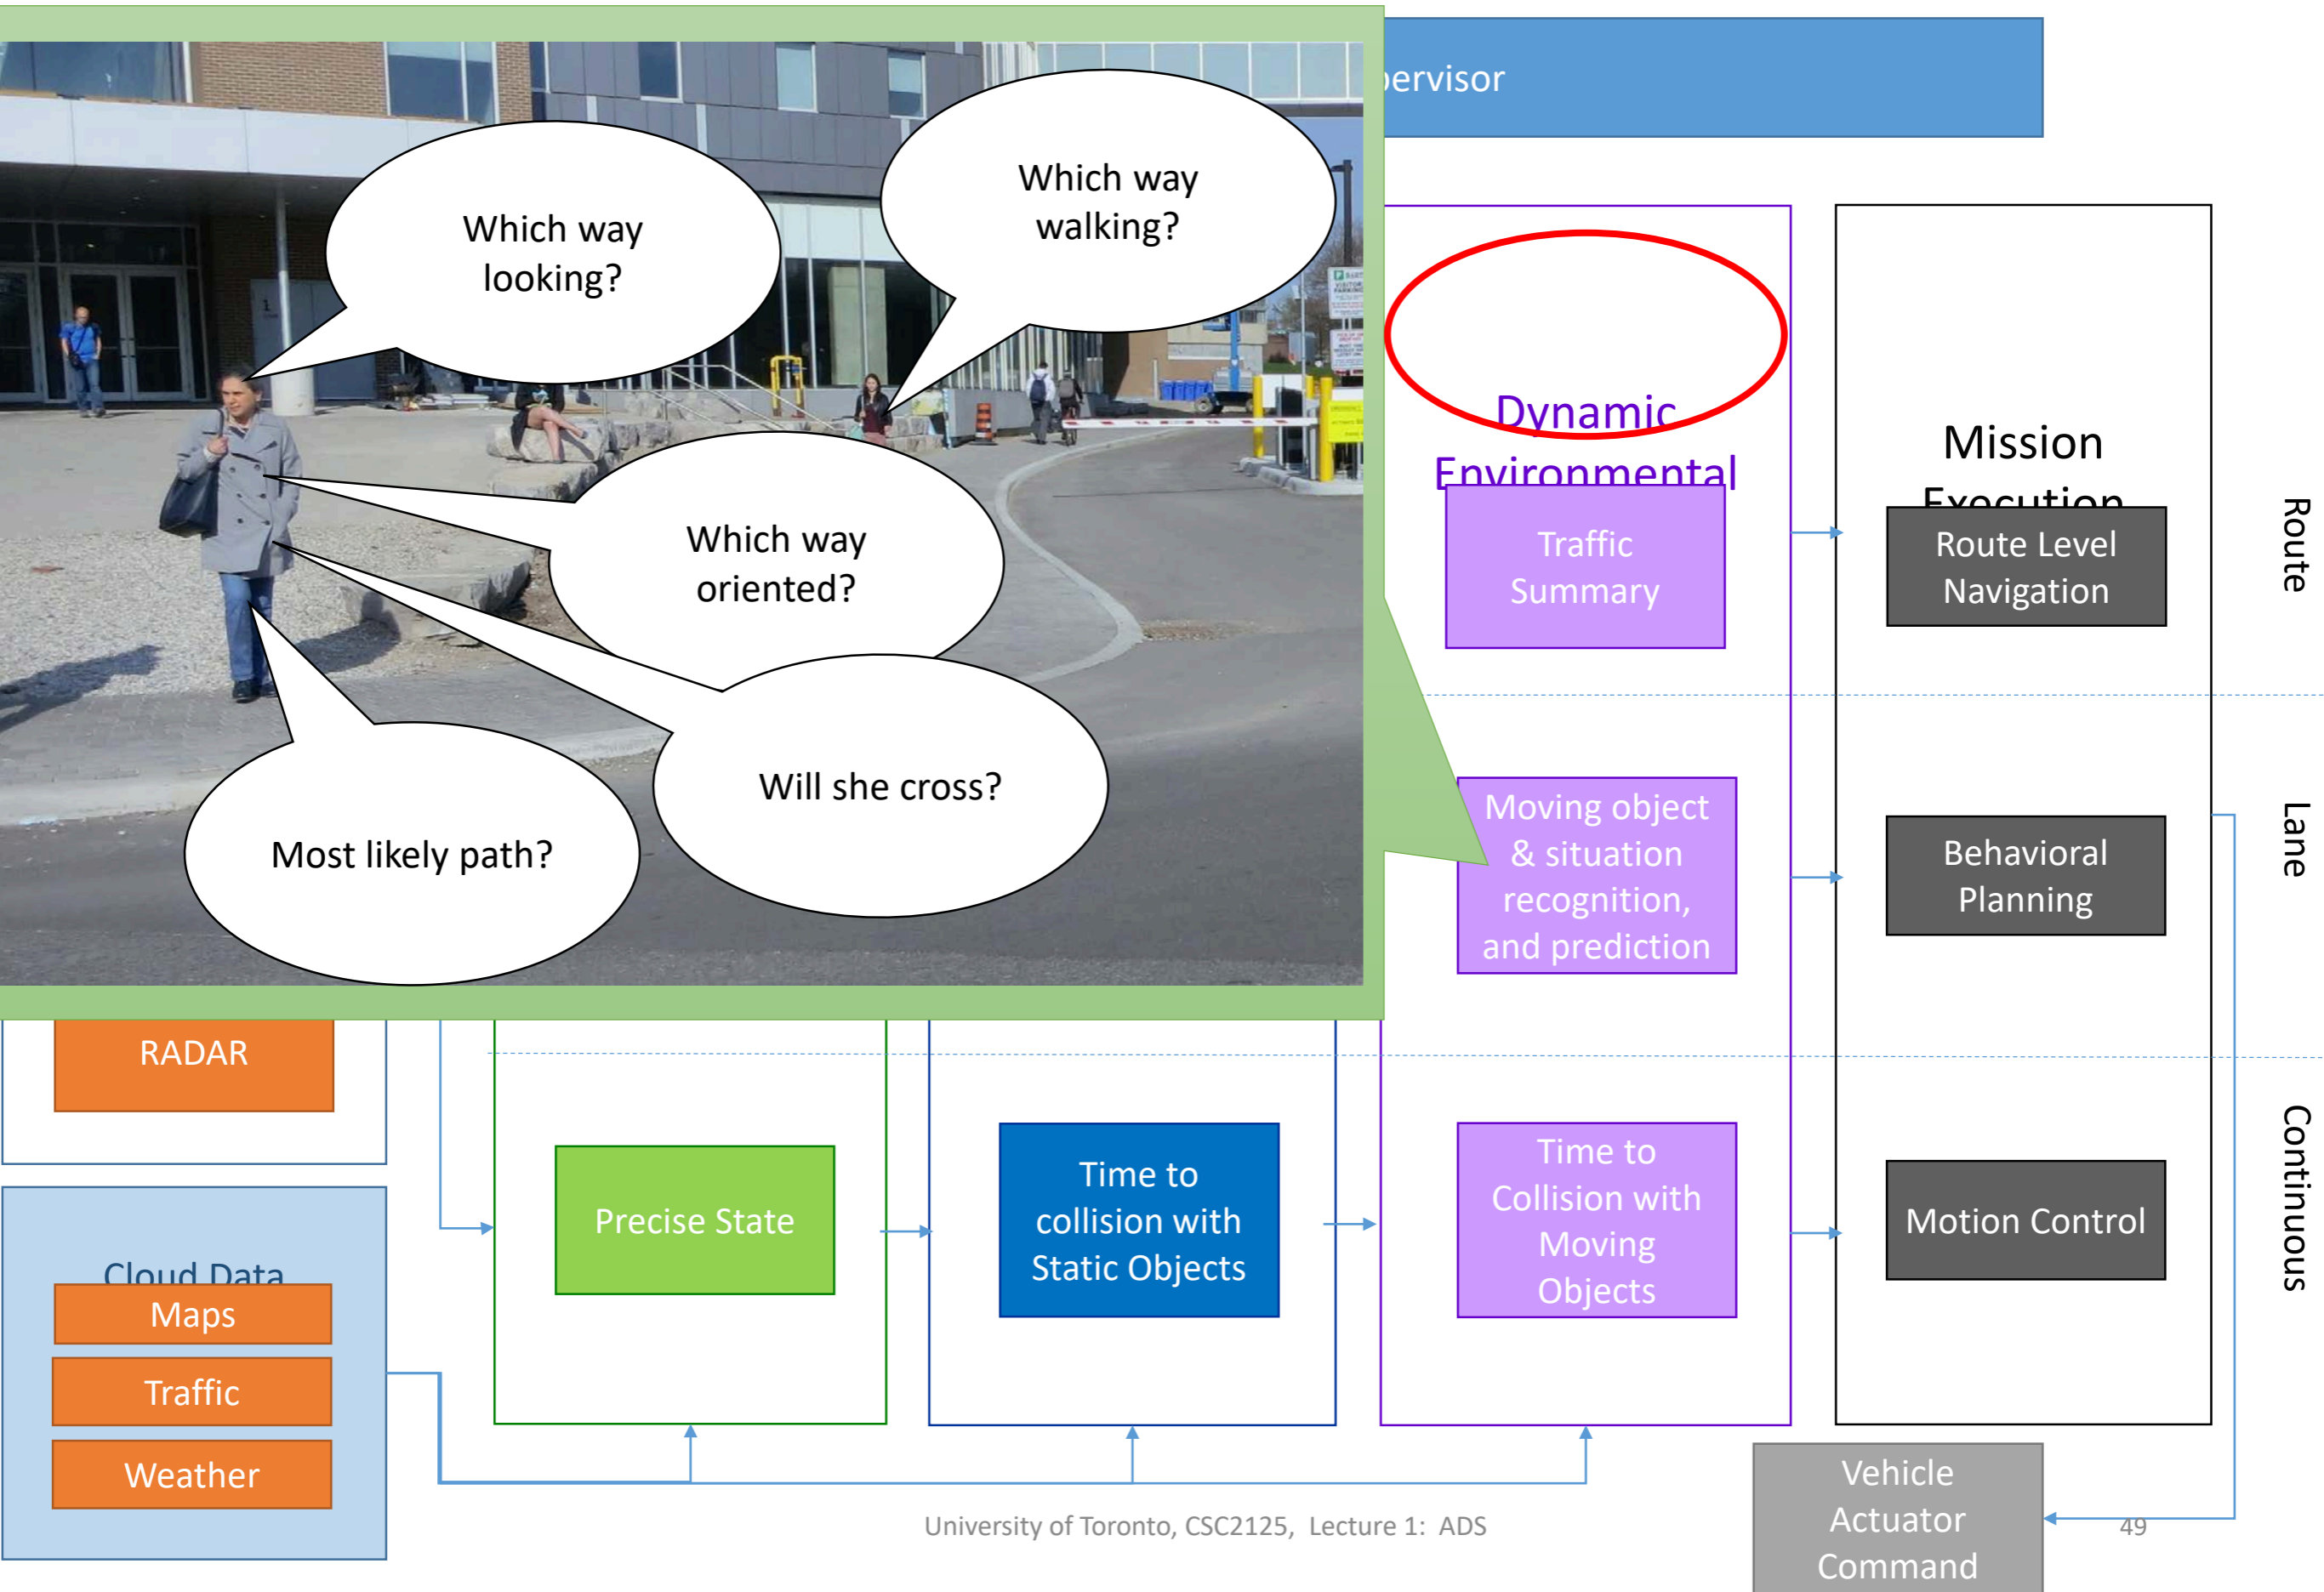 pervisor
Which way
looking?
Which way
walking?
Which way
oriented?
Will she cross?
Most likely path?
Dynamic
Environmental
Traffic
Summary
Moving object
& situation
recognition,
and prediction
Time to
Collision with
Moving
Objects
Mission
Execution
Route Level
Navigation
Behavioral
Planning
Motion Control
Route
Lane
Continuous
RADAR
Cloud Data
Maps
Traffic
Weather
Precise State
Time to
collision with
Static Objects
Vehicle
Actuator
Command
University of Toronto, CSC2125, Lecture 1: ADS
49